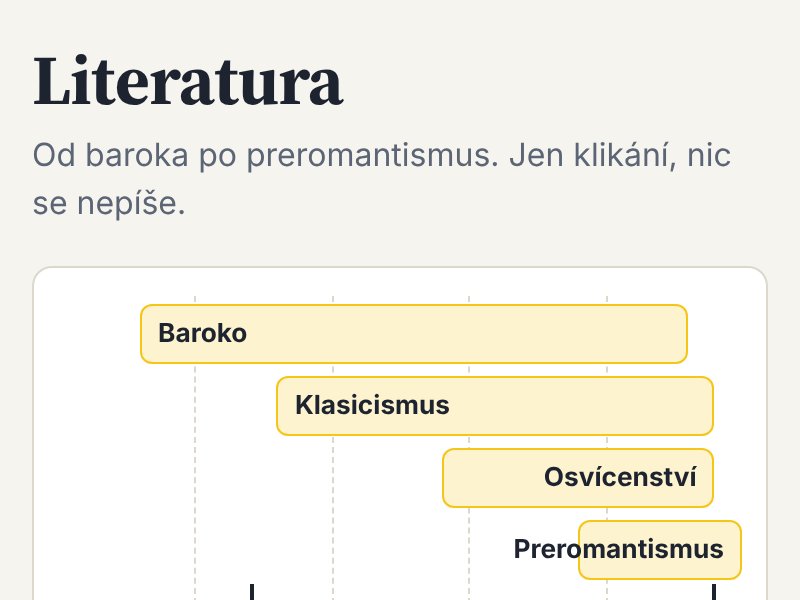 Literatura
Od baroka po preromantismus. Jen klikání, nic
se nepíše.
Baroko
Klasicismus
Osvícenství
Preromantismus